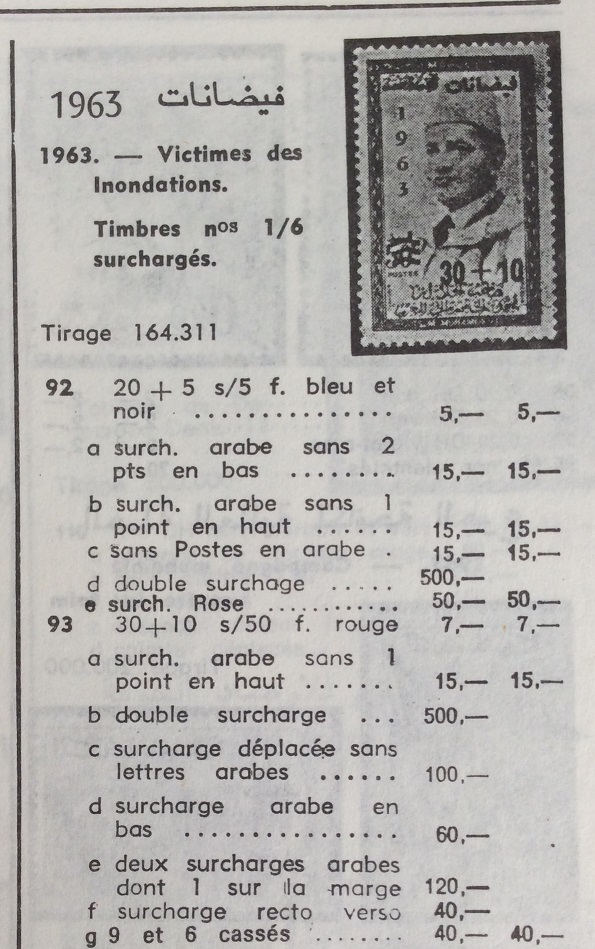 1963 فيضانات
1963. — Victimes des
Inondations.
Timbres nos 1/6
surchargés.
فيضانات
1
9
6
3
POSTES
30 + 10
Tirage 164.311
92 20 + 5 s/5 f. bleu et
noir ............... 5,— 5,—
a surch. arabe sans 2
pts en bas ......... 15,— 15,—
b surch. arabe sans 1
point en haut ...... 15,— 15,—
c sans Postes en arabe . 15,— 15,—
d double surchage ..... 500,—
e surch. Rose ........... 50,— 50,—
93 30+10 s/50 f. rouge 7,— 7,—
a surch. arabe sans 1
point en haut ....... 15,— 15,—
b double surcharge ... 500,—
c surcharge déplacée sans
lettres arabes ...... 100,—
d surcharge arabe en
bas ................. 60,—
e deux surcharges arabes
dont 1 sur la marge 120,—
f surcharge recto verso 40,—
g 9 et 6 cassés ........ 40,— 40,—